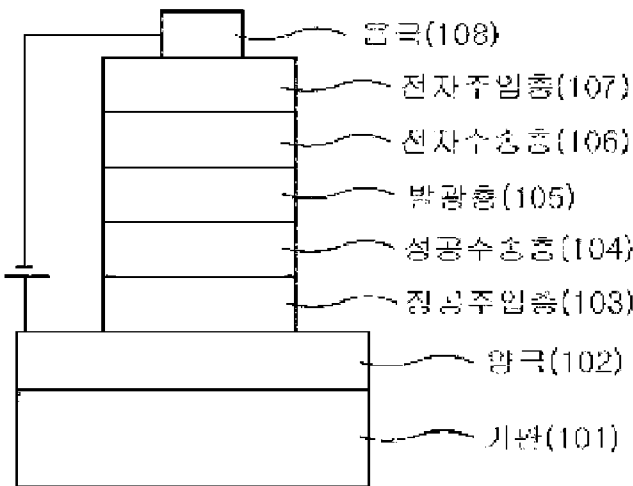 음극(108)
전자주입층(107)
전자수송층(106)
발광층(105)
정공수송층(104)
정공주입층(103)
양극(102)
기판(101)